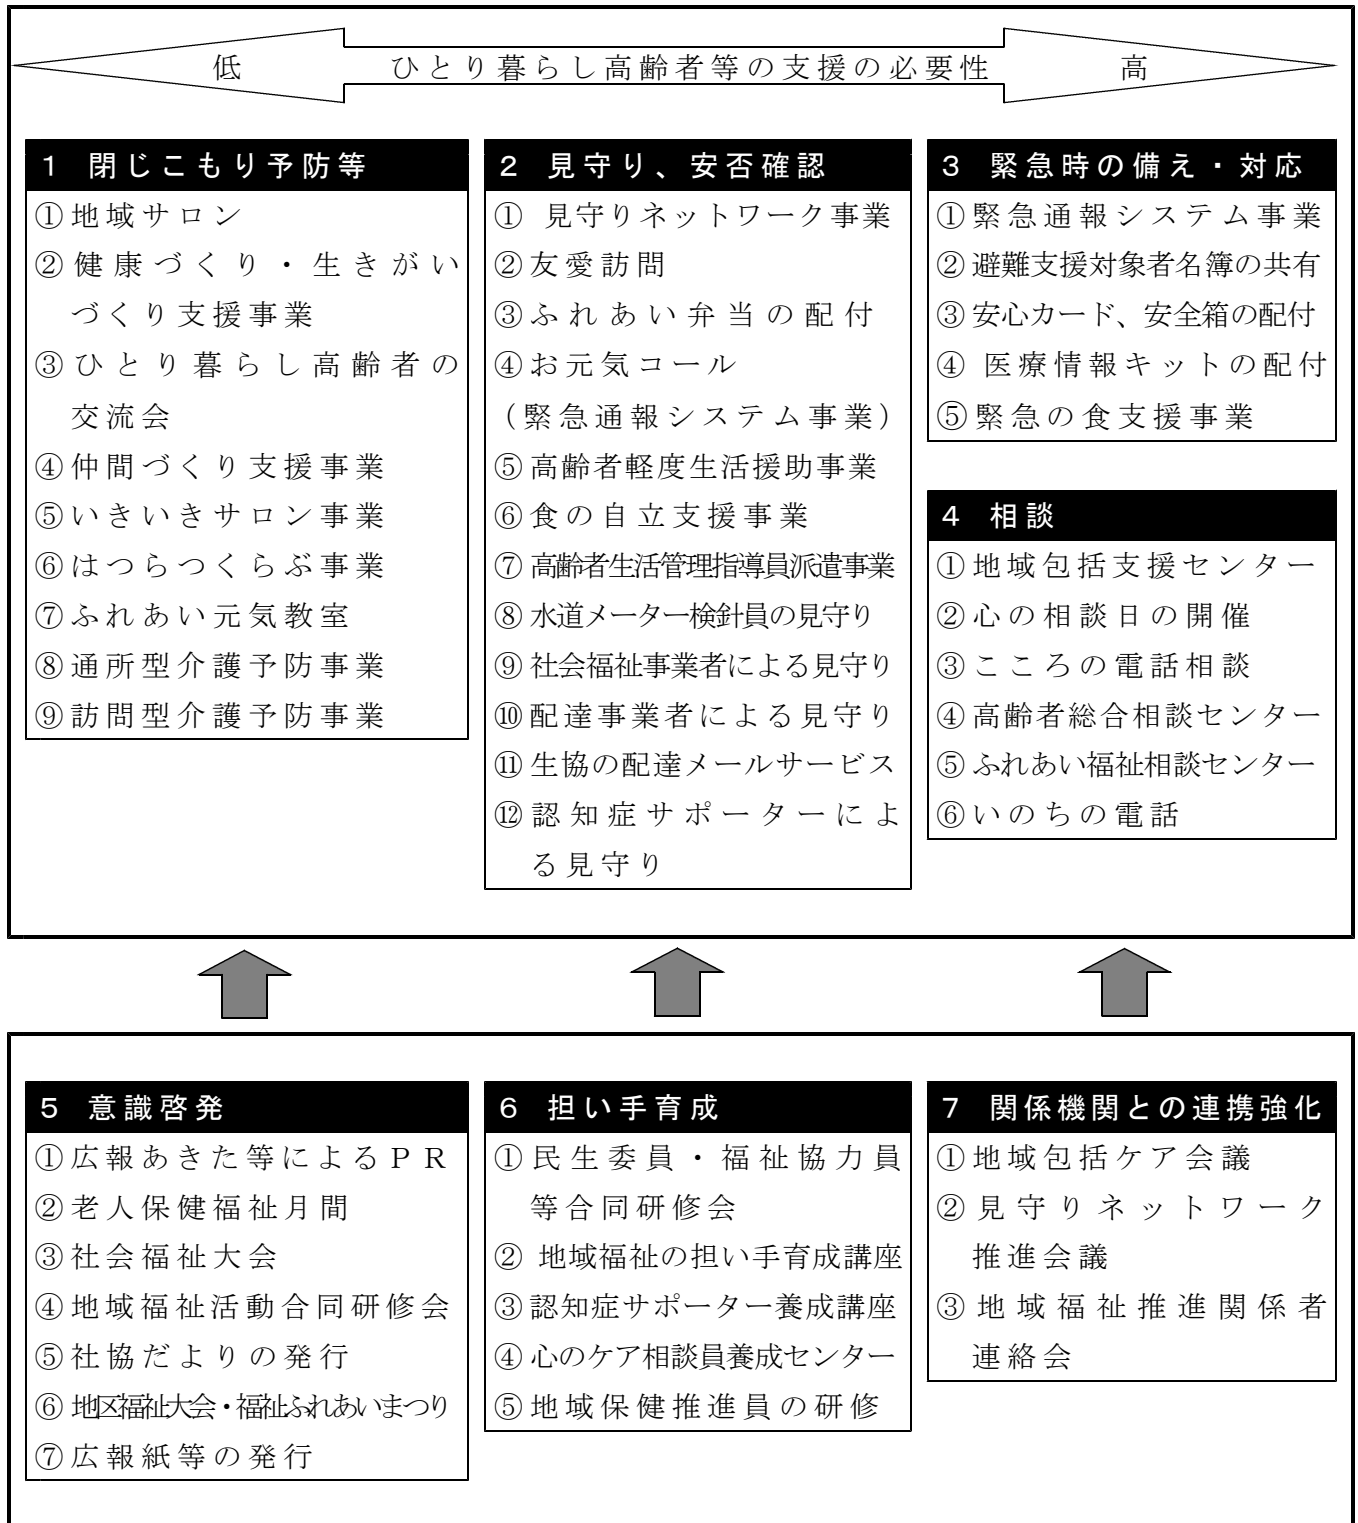 低 ひとり暮らし高齢者等の支援の必要性 高
1 閉じこもり予防等
①地域サロン
②健康づくり・生きがい
づくり支援事業
③ひとり暮らし高齢者の
交流会
④仲間づくり支援事業
⑤いきいきサロン事業
⑥はつらつくらぶ事業
⑦ふれあい元気教室
⑧通所型介護予防事業
⑨訪問型介護予防事業
2 見守り、安否確認
① 見守りネットワーク事業
②友愛訪問
③ふれあい弁当の配付
④お元気コール
(緊急通報システム事業)
⑤高齢者軽度生活援助事業
⑥食の自立支援事業
⑦高齢者生活管理指導員派遣事業
⑧水道メーター検針員の見守り
⑨社会福祉事業者による見守り
⑩配達事業者による見守り
⑪生協の配達メールサービス
⑫認知症サポーターによ
る見守り
3 緊急時の備え・対応
①緊急通報システム事業
②避難支援対象者名簿の共有
③安心カード、安全箱の配付
④ 医療情報キットの配付
⑤緊急の食支援事業
4 相談
①地域包括支援センター
②心の相談日の開催
③こころの電話相談
④高齢者総合相談センター
⑤ふれあい福祉相談センター
⑥いのちの電話
5 意識啓発
①広報あきた等によるPR
②老人保健福祉月間
③社会福祉大会
④地域福祉活動合同研修会
⑤社協だよりの発行
⑥地区福祉大会・福祉ふれあいまつり
⑦広報紙等の発行
6 担い手育成
①民生委員・福祉協力員
等合同研修会
② 地域福祉の担い手育成講座
③認知症サポーター養成講座
④心のケア相談員養成センター
⑤地域保健推進員の研修
7 関係機関との連携強化
①地域包括ケア会議
②見守りネットワーク
推進会議
③地域福祉推進関係者
連絡会